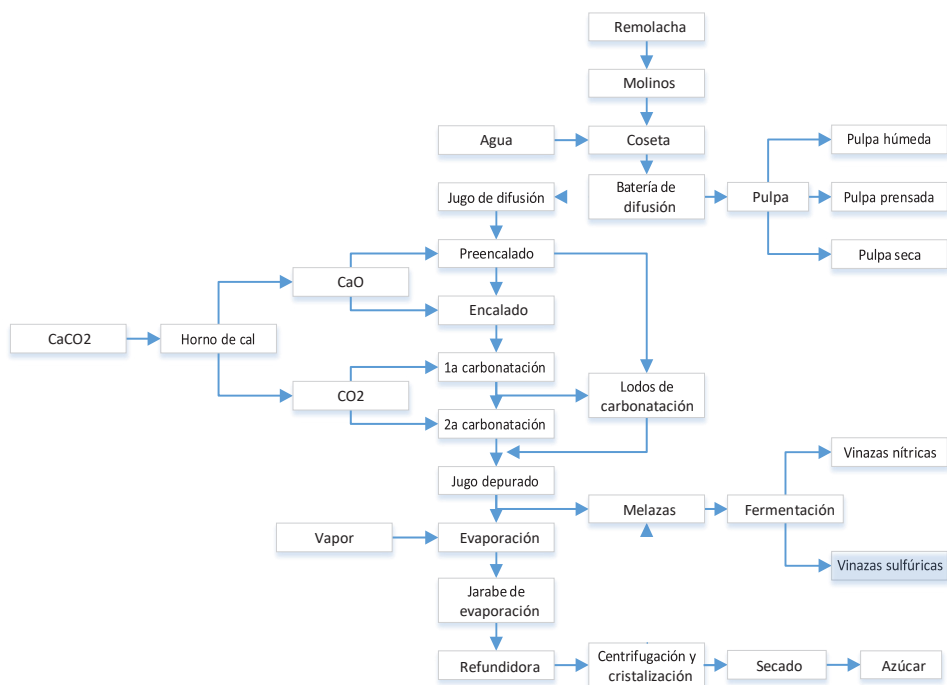 Remolacha
Molinos
Agua
Coseta
Pulpa húmeda
Jugo de difusión
Batería de
difusión
Pulpa
Pulpa prensada
Preencalado
Pulpa seca
CaO
Encalado
CaCO2
Horno de cal
1a carbonatación
CO2
Lodos de
carbonatación
2a carbonatación
Vinazas nítricas
Jugo depurado
Melazas
Fermentación
Vapor
Evaporación
Vinazas sulfúricas
Jarabe de
evaporación
Refundidora
Centrifugación y
cristalización
Secado
Azúcar